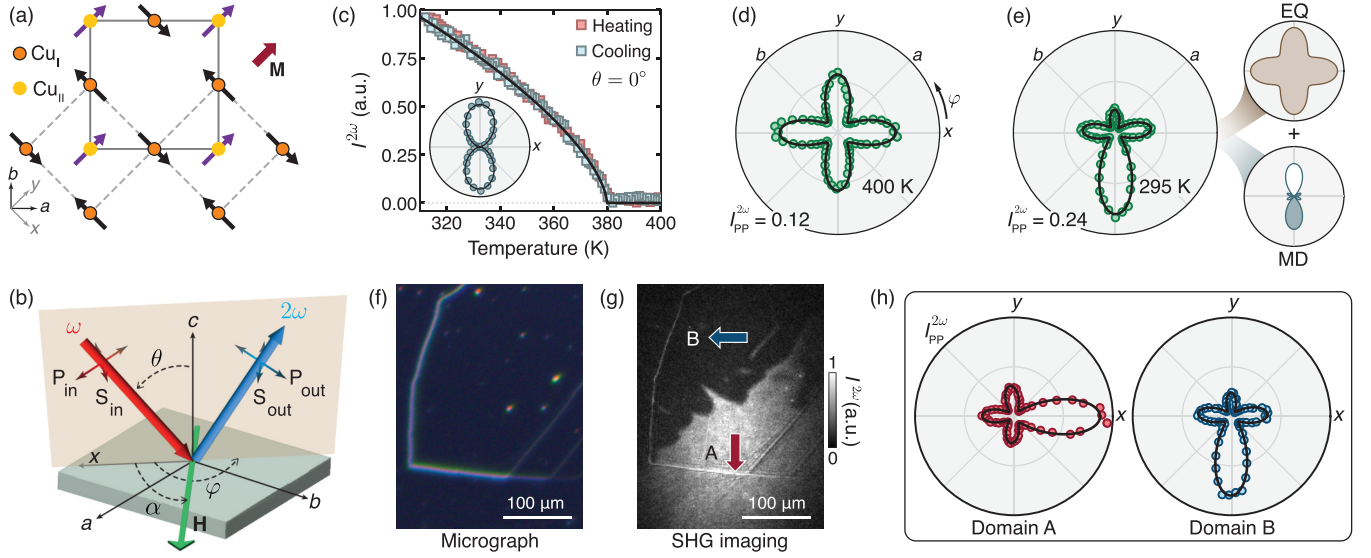 (a)
Cu_I
Cu_II
M
b
y
a
x
(b)
ω
2ω
c
θ
P_in
S_in
S_out
P_out
x
φ
α
a
H
b
(c)
1.00
0.75
0.50
0.25
0.00
I^2ω (a.u.)
Heating
Cooling
θ = 0°
y
x
320 340 360 380 400
Temperature (K)
(d)
y
b
a
φ
x
400 K
I_PP^2ω = 0.12
(e)
y
b
a
x
295 K
I_PP^2ω = 0.24
EQ
+
MD
(f)
100 µm
Micrograph
(g)
B
A
100 µm
SHG imaging
1
0
I^2ω (a.u.)
(h)
I_PP^2ω
y
x
Domain A
y
x
Domain B